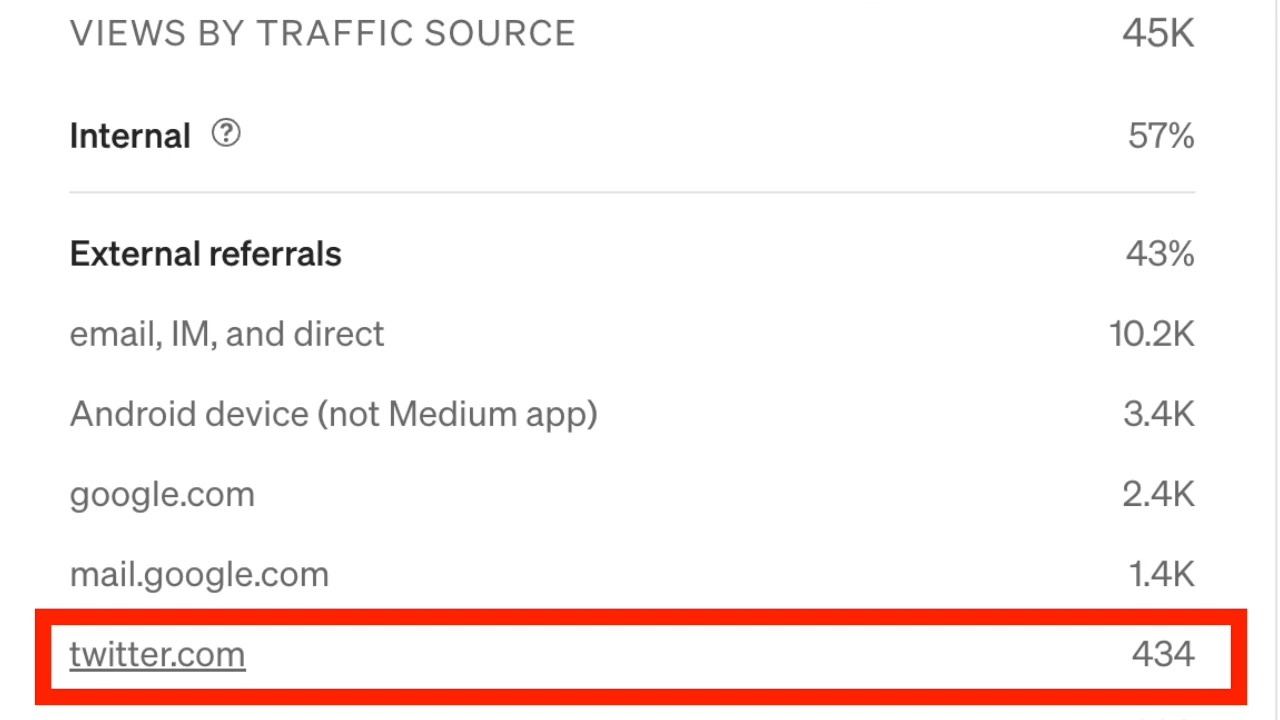 VIEWS BY TRAFFIC SOURCE 45K
Internal ? 57%
External referrals 43%
email, IM, and direct 10.2K
Android device (not Medium app) 3.4K
google.com 2.4K
mail.google.com 1.4K
twitter.com 434